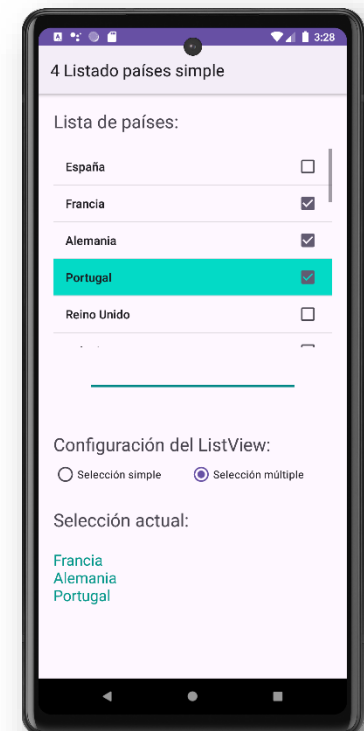 3:28
4 Listado países simple
Lista de países:
España
Francia
Alemania
Portugal
Reino Unido
Configuración del ListView:
Selección simple Selección múltiple
Selección actual:
Francia
Alemania
Portugal